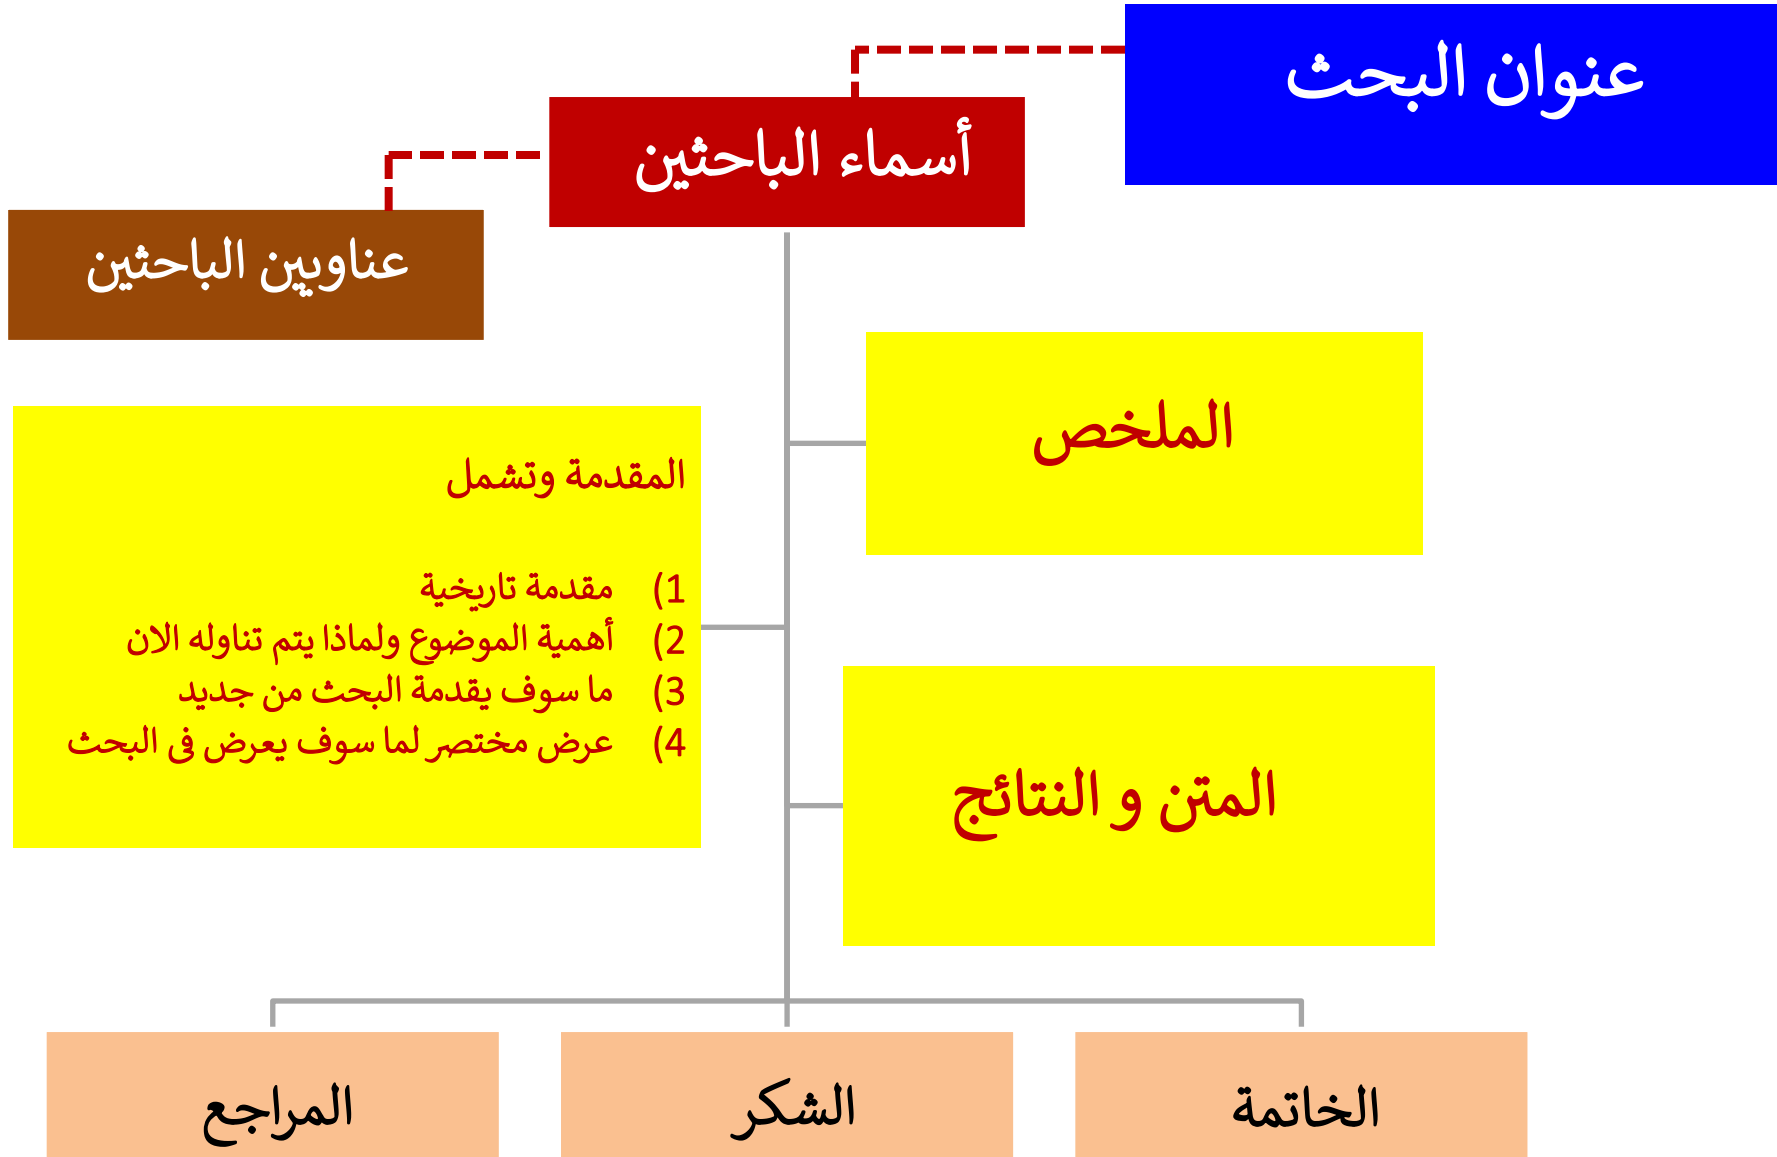 عنوان البحث
أسماء الباحثين
عناويين الباحثين
الملخص
المقدمة وتشمل
1) مقدمة تاريخية
2) أهمية الموضوع ولماذا يتم تناوله الان
3) ما سوف يقدمة البحث من جديد
4) عرض مختصر لما سوف يعرض فى البحث
المتن و النتائج
الخاتمة
الشكر
المراجع